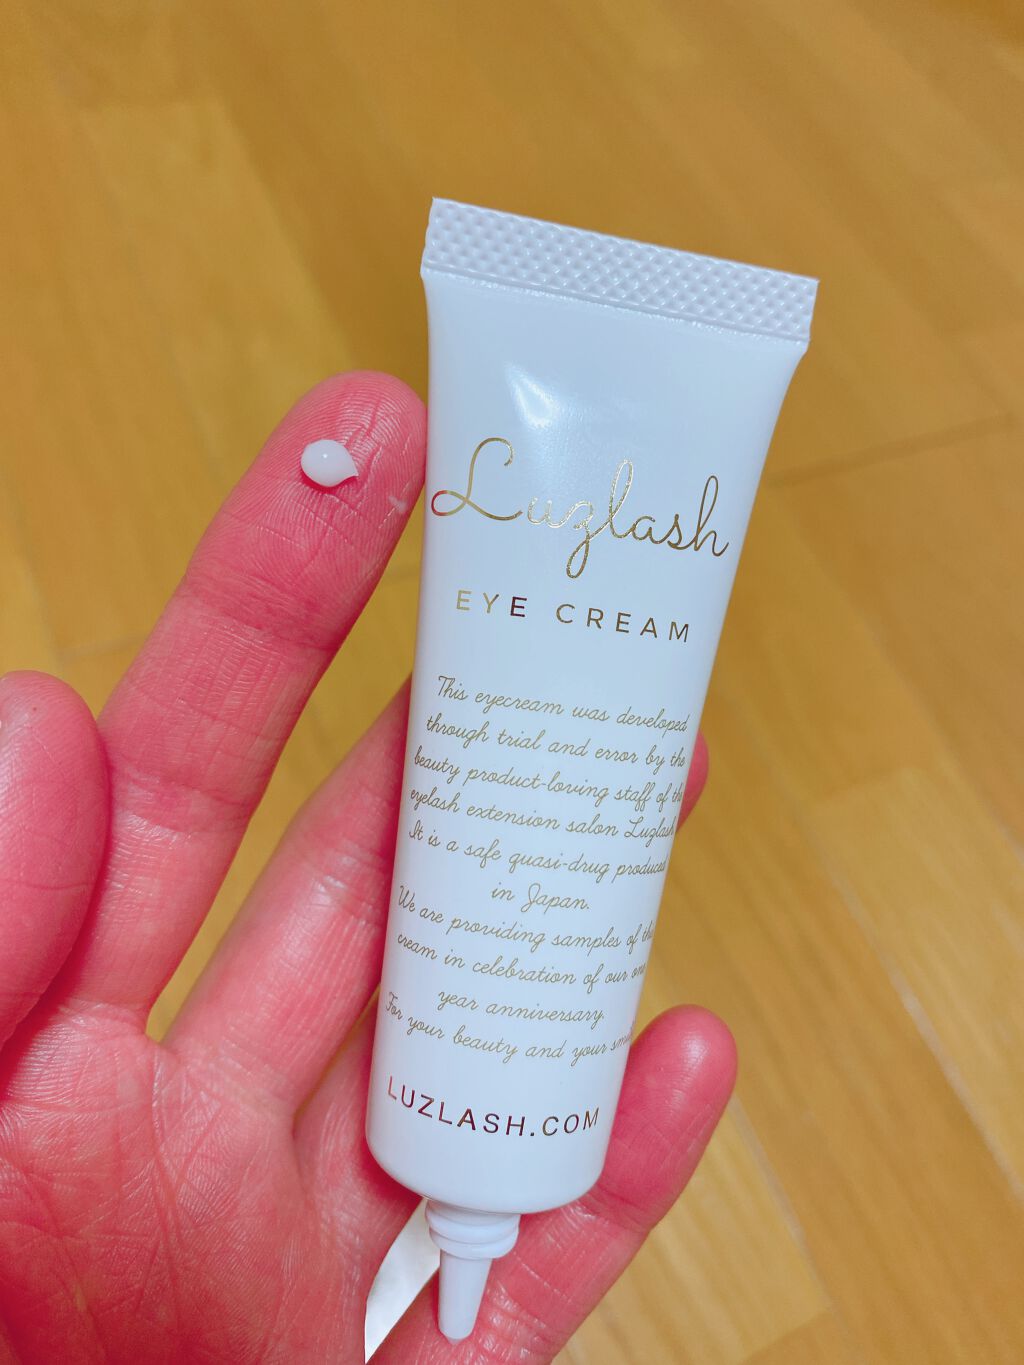 Luzlash
EYE CREAM
This eyecream was developed
through trial and error by the
beauty product-loving staff of the
eyelash extension salon Luzlash
It is a safe quasi-drug produced
in Japan.
We are providing samples of this
cream in celebration of our one
year anniversary.
For your beauty and your
LUZLASH.COM